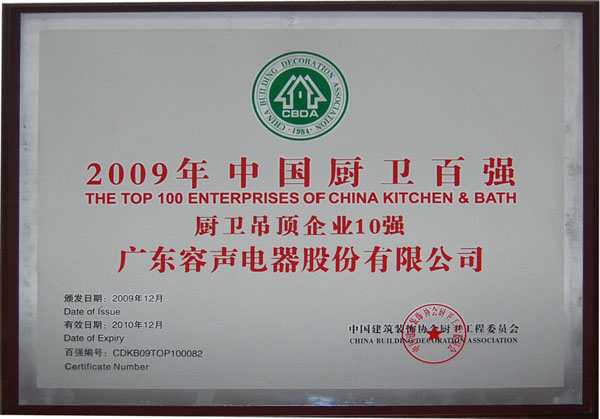 CHINA BUILDING DECORATION ASSOCIATION
CBDA
·1984·
2009年中国厨卫百强
THE TOP 100 ENTERPRISES OF CHINA KITCHEN & BATH
厨卫吊顶企业10强
广东容声电器股份有限公司
颁发日期：2009年12月
Date of Issue
有效日期：2010年12月
Date of Expiry
百强编号：CDKB09TOP100082
Certificate Number
中国建筑装饰协会厨卫工程委员会
CHINA BUILDING DECORATION ASSOCIATION